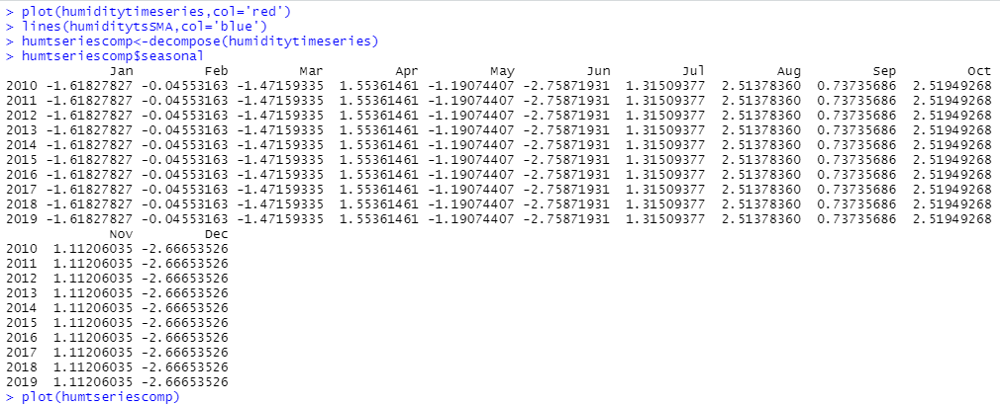 > plot(humiditytimeseries,col='red')
> lines(humiditytsSMA,col='blue')
> humtseriescomp<-decompose(humiditytimeseries)
> humtseriescomp$seasonal
             Jan         Feb         Mar         Apr         May         Jun         Jul         Aug         Sep         Oct
2010 -1.61827827 -0.04553163 -1.47159335  1.55361461 -1.19074407 -2.75871931  1.31509377  2.51378360  0.73735686  2.51949268
2011 -1.61827827 -0.04553163 -1.47159335  1.55361461 -1.19074407 -2.75871931  1.31509377  2.51378360  0.73735686  2.51949268
2012 -1.61827827 -0.04553163 -1.47159335  1.55361461 -1.19074407 -2.75871931  1.31509377  2.51378360  0.73735686  2.51949268
2013 -1.61827827 -0.04553163 -1.47159335  1.55361461 -1.19074407 -2.75871931  1.31509377  2.51378360  0.73735686  2.51949268
2014 -1.61827827 -0.04553163 -1.47159335  1.55361461 -1.19074407 -2.75871931  1.31509377  2.51378360  0.73735686  2.51949268
2015 -1.61827827 -0.04553163 -1.47159335  1.55361461 -1.19074407 -2.75871931  1.31509377  2.51378360  0.73735686  2.51949268
2016 -1.61827827 -0.04553163 -1.47159335  1.55361461 -1.19074407 -2.75871931  1.31509377  2.51378360  0.73735686  2.51949268
2017 -1.61827827 -0.04553163 -1.47159335  1.55361461 -1.19074407 -2.75871931  1.31509377  2.51378360  0.73735686  2.51949268
2018 -1.61827827 -0.04553163 -1.47159335  1.55361461 -1.19074407 -2.75871931  1.31509377  2.51378360  0.73735686  2.51949268
2019 -1.61827827 -0.04553163 -1.47159335  1.55361461 -1.19074407 -2.75871931  1.31509377  2.51378360  0.73735686  2.51949268
             Nov         Dec
2010  1.11206035 -2.66653526
2011  1.11206035 -2.66653526
2012  1.11206035 -2.66653526
2013  1.11206035 -2.66653526
2014  1.11206035 -2.66653526
2015  1.11206035 -2.66653526
2016  1.11206035 -2.66653526
2017  1.11206035 -2.66653526
2018  1.11206035 -2.66653526
2019  1.11206035 -2.66653526
> plot(humtseriescomp)